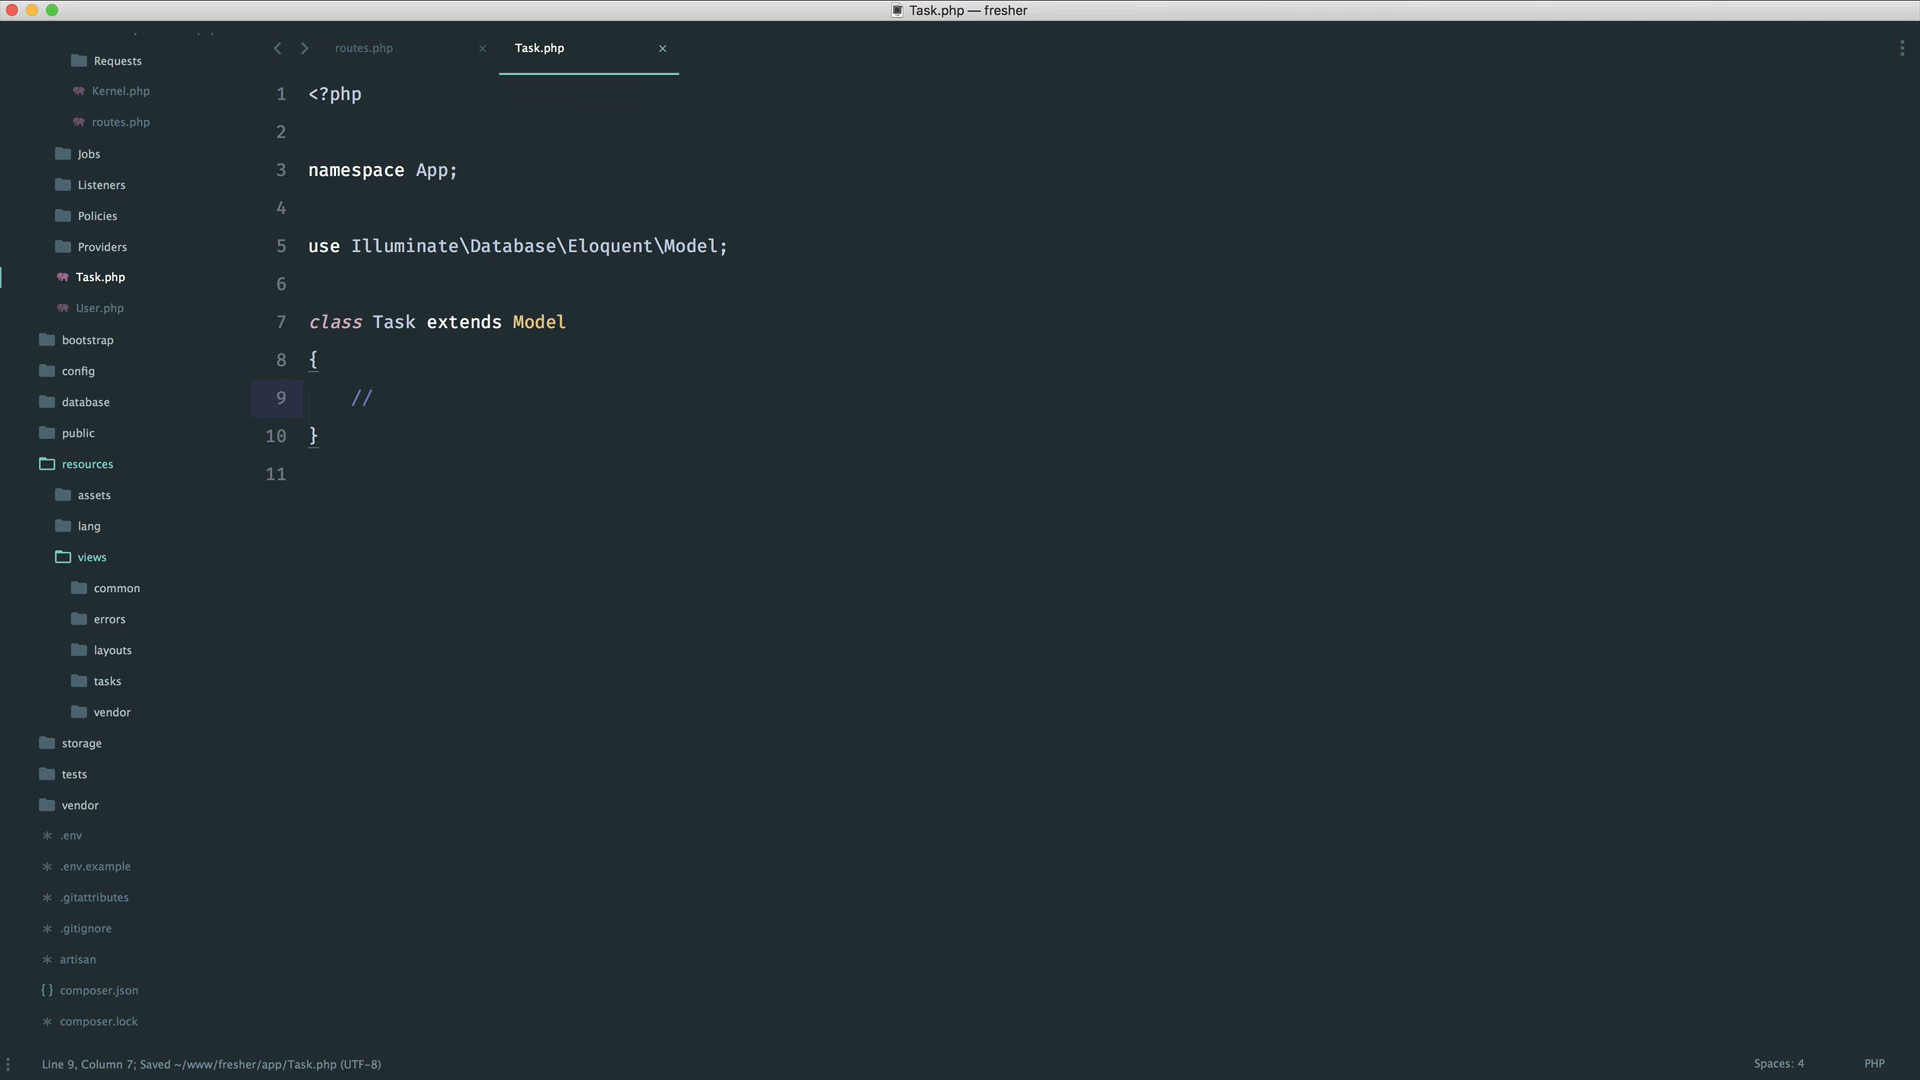 Task.php — fresher
routes.php
Task.php
Requests
Kernel.php
routes.php
Jobs
Listeners
Policies
Providers
Task.php
User.php
bootstrap
config
database
public
resources
assets
lang
views
common
errors
layouts
tasks
vendor
storage
tests
vendor
.env
.env.example
.gitattributes
.gitignore
artisan
{} composer.json
composer.lock
1 <?php
2
3 namespace App;
4
5 use Illuminate\Database\Eloquent\Model;
6
7 class Task extends Model
8 {
9     //
10 }
11
Line 9, Column 7; Saved ~/www/fresher/app/Task.php (UTF-8)
Spaces: 4
PHP